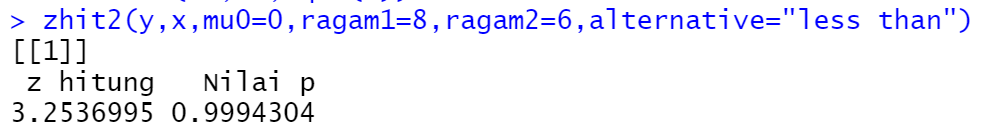 > zhit2(y,x,mu0=0,ragam1=8,ragam2=6,alternative="less than")
[[1]]
 z hitung   Nilai p
3.2536995 0.9994304